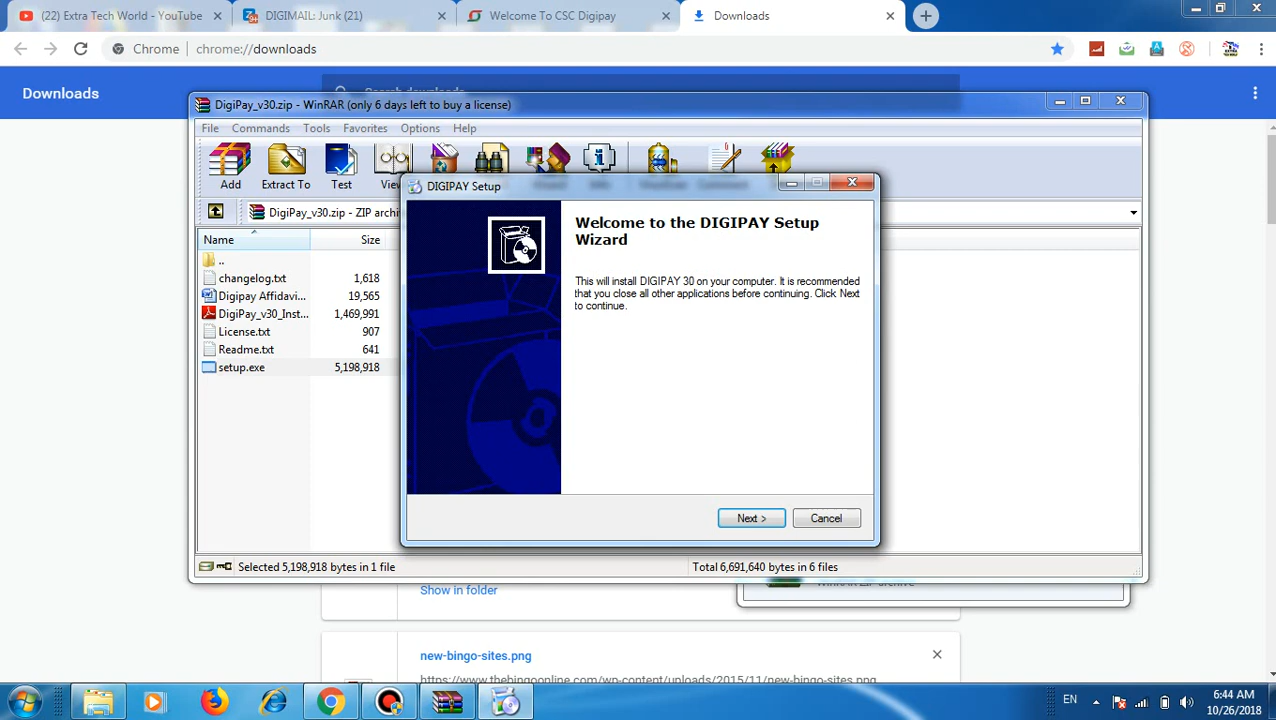 (22) Extra Tech World - YouTube
DIGIMAIL: Junk (21)
Welcome To CSC Digipay
Downloads
Chrome
chrome://downloads
Downloads
Search downloads
DigiPay_v30.zip - WinRAR (only 6 days left to buy a license)
File Commands Tools Favorites Options Help
Add Extract To Test View
DIGIPAY Setup
DigiPay_v30.zip - ZIP archi
Name Size
..
changelog.txt 1,618
Digipay Affidavi... 19,565
DigiPay_v30_Inst... 1,469,991
License.txt 907
Readme.txt 641
setup.exe 5,198,918
Welcome to the DIGIPAY Setup
Wizard
This will install DIGIPAY 30 on your computer. It is recommended
that you close all other applications before continuing. Click Next
to continue.
Next > Cancel
Selected 5,198,918 bytes in 1 file
Total 6,691,640 bytes in 6 files
WinRAR ZIP archive
Show in folder
new-bingo-sites.png
https://www.thebingoonline.com/wp-content/uploads/2015/11/new-bingo-sites.png
EN
6:44 AM
10/26/2018